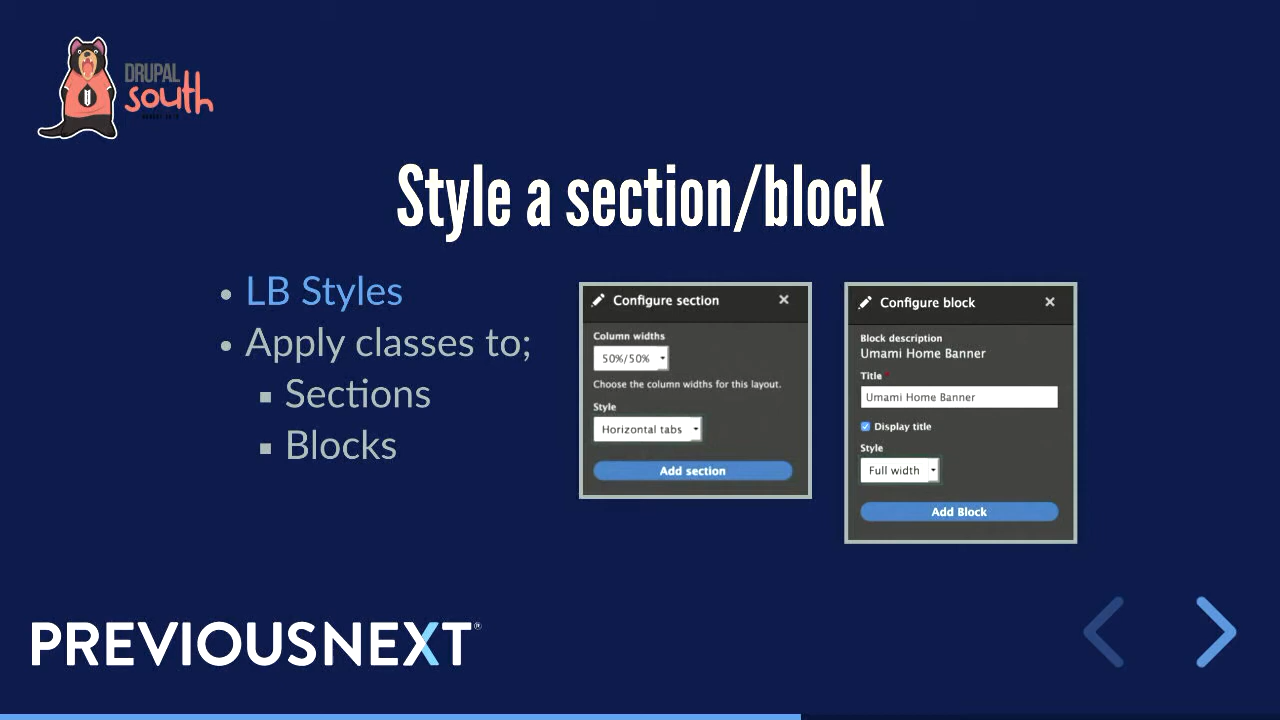 DRUPAL
south
Style a section/block
LB Styles
Apply classes to;
Sections
Blocks
Configure section
Column widths
50%/50%
Choose the column widths for this layout.
Style
Horizontal tabs
Add section
Configure block
Block description
Umami Home Banner
Title *
Umami Home Banner
Display title
Style
Full width
Add Block
PREVIOUSNEXT®